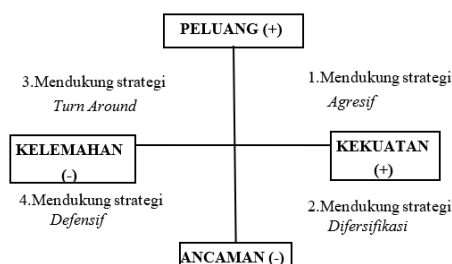 PELUANG (+)
3.Mendukung strategi
Turn Around
1.Mendukung strategi
Agresif
KELEMAHAN
(-)
KEKUATAN
(+)
4.Mendukung strategi
Defensif
2.Mendukung strategi
Difersifikasi
ANCAMAN (-)